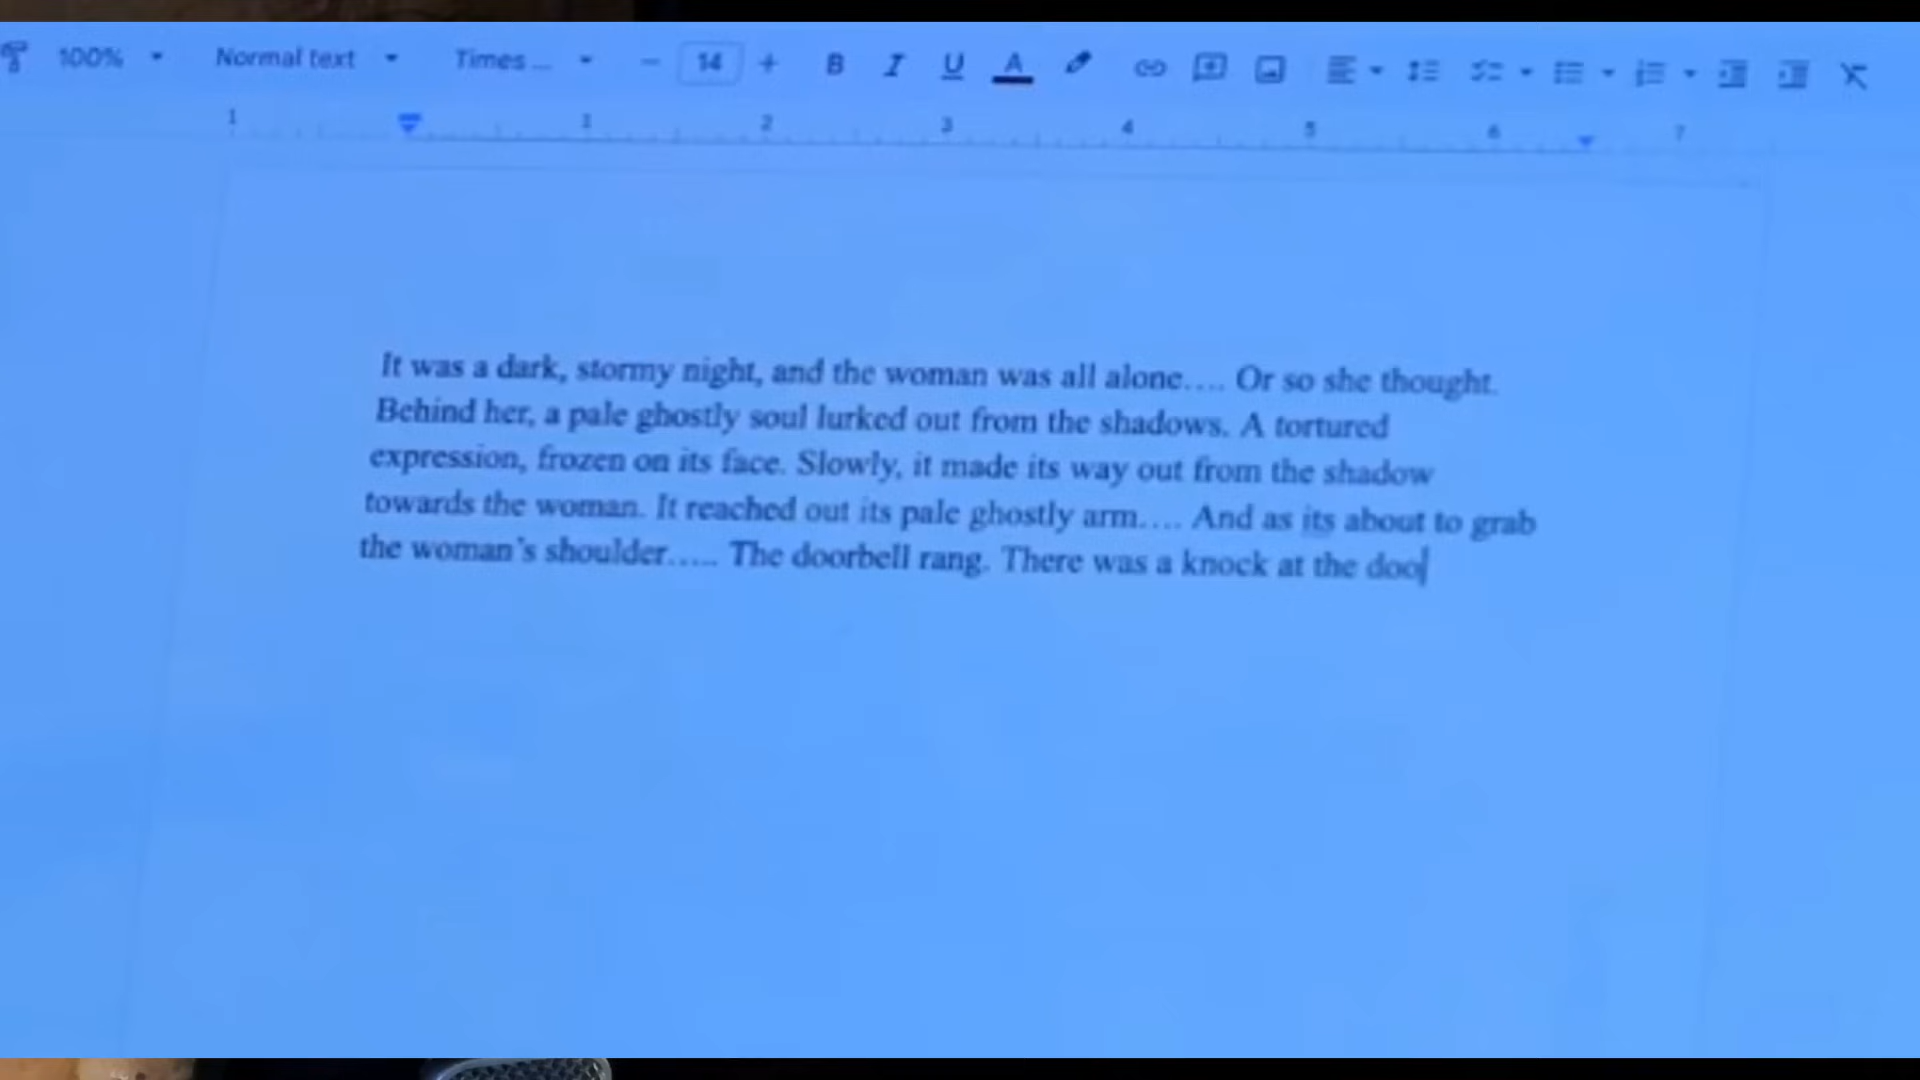 100% Normal text Times ... − 14 + B I U A
1 1 2 3 4 5 6 7
It was a dark, stormy night, and the woman was all alone.... Or so she thought.
Behind her, a pale ghostly soul lurked out from the shadows. A tortured
expression, frozen on its face. Slowly, it made its way out from the shadow
towards the woman. It reached out its pale ghostly arm.... And as its about to grab
the woman’s shoulder..... The doorbell rang. There was a knock at the doo